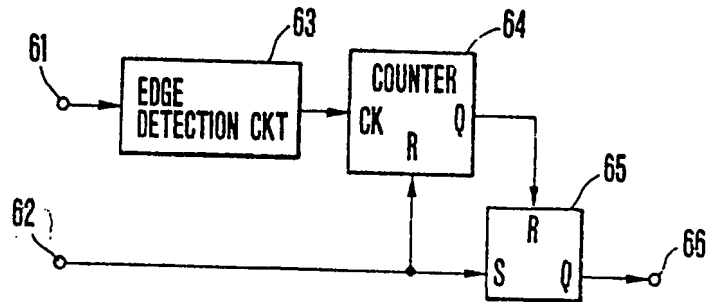 63
64
61
EDGE
DETECTION CKT
COUNTER
CK
Q
R
65
62
R
S
Q
66